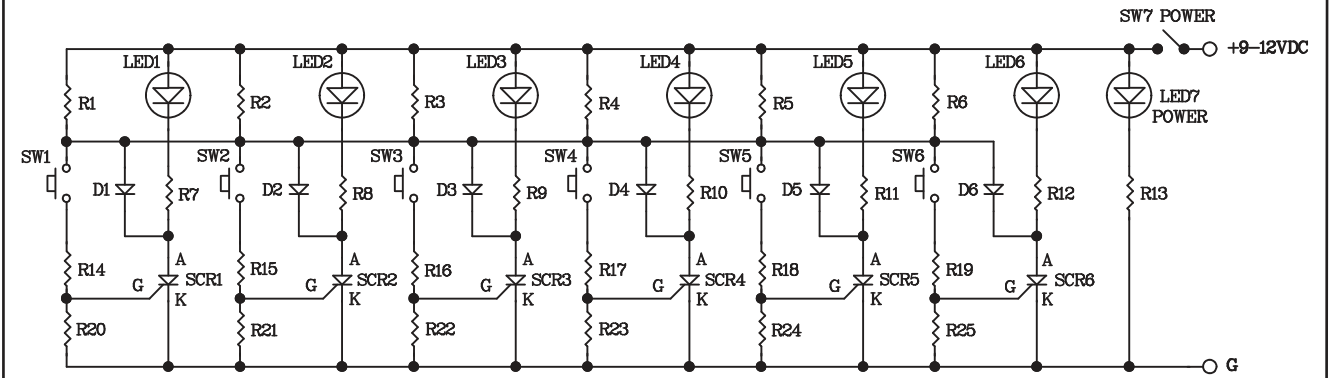 SW7 POWER
LED1 LED2 LED3 LED4 LED5 LED6 +9-12VDC
R1 R2 R3 R4 R5 R6 LED7
POWER
SW1 SW2 SW3 SW4 SW5 SW6
D1 R7 D2 R8 D3 R9 D4 R10 D5 R11 D6 R12 R13
A A A A A A
R14 SCR1 R15 SCR2 R16 SCR3 R17 SCR4 R18 SCR5 R19 SCR6
G G G G G G
K K K K K K
R20 R21 R22 R23 R24 R25
G